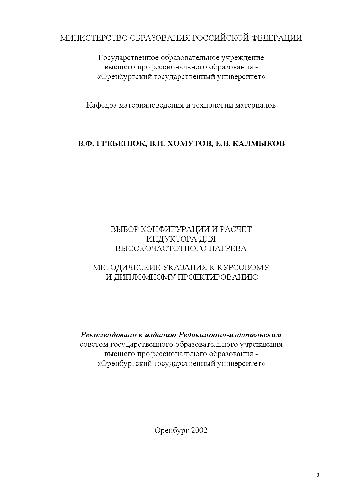 МИНИСТЕРСТВО ОБРАЗОВАНИЯ РОССИЙСКОЙ ФЕДЕРАЦИИ
Государственное образовательное учреждение
высшего профессионального образования -
«Оренбургский государственный университет»
Кафедра материаловедения и технологии материалов
В.Ф. ГРЕБЕНЮК, В.Н. ХОМУТОВ, В.В. КАЛМЫКОВ
ВЫБОР КОНФИГУРАЦИИ И РАСЧЕТ
ИНДУКТОРА ДЛЯ
ВЫСОКОЧАСТОТНОГО НАГРЕВА
МЕТОДИЧЕСКИЕ УКАЗАНИЯ К КУРСОВОМУ
И ДИПЛОМНОМУ ПРОЕКТИРОВАНИЮ
Рекомендовано к изданию Редакционно-издательским
советом государственного образовательного учреждения
высшего профессионального образования -
«Оренбургский государственный университет»
Оренбург 2002